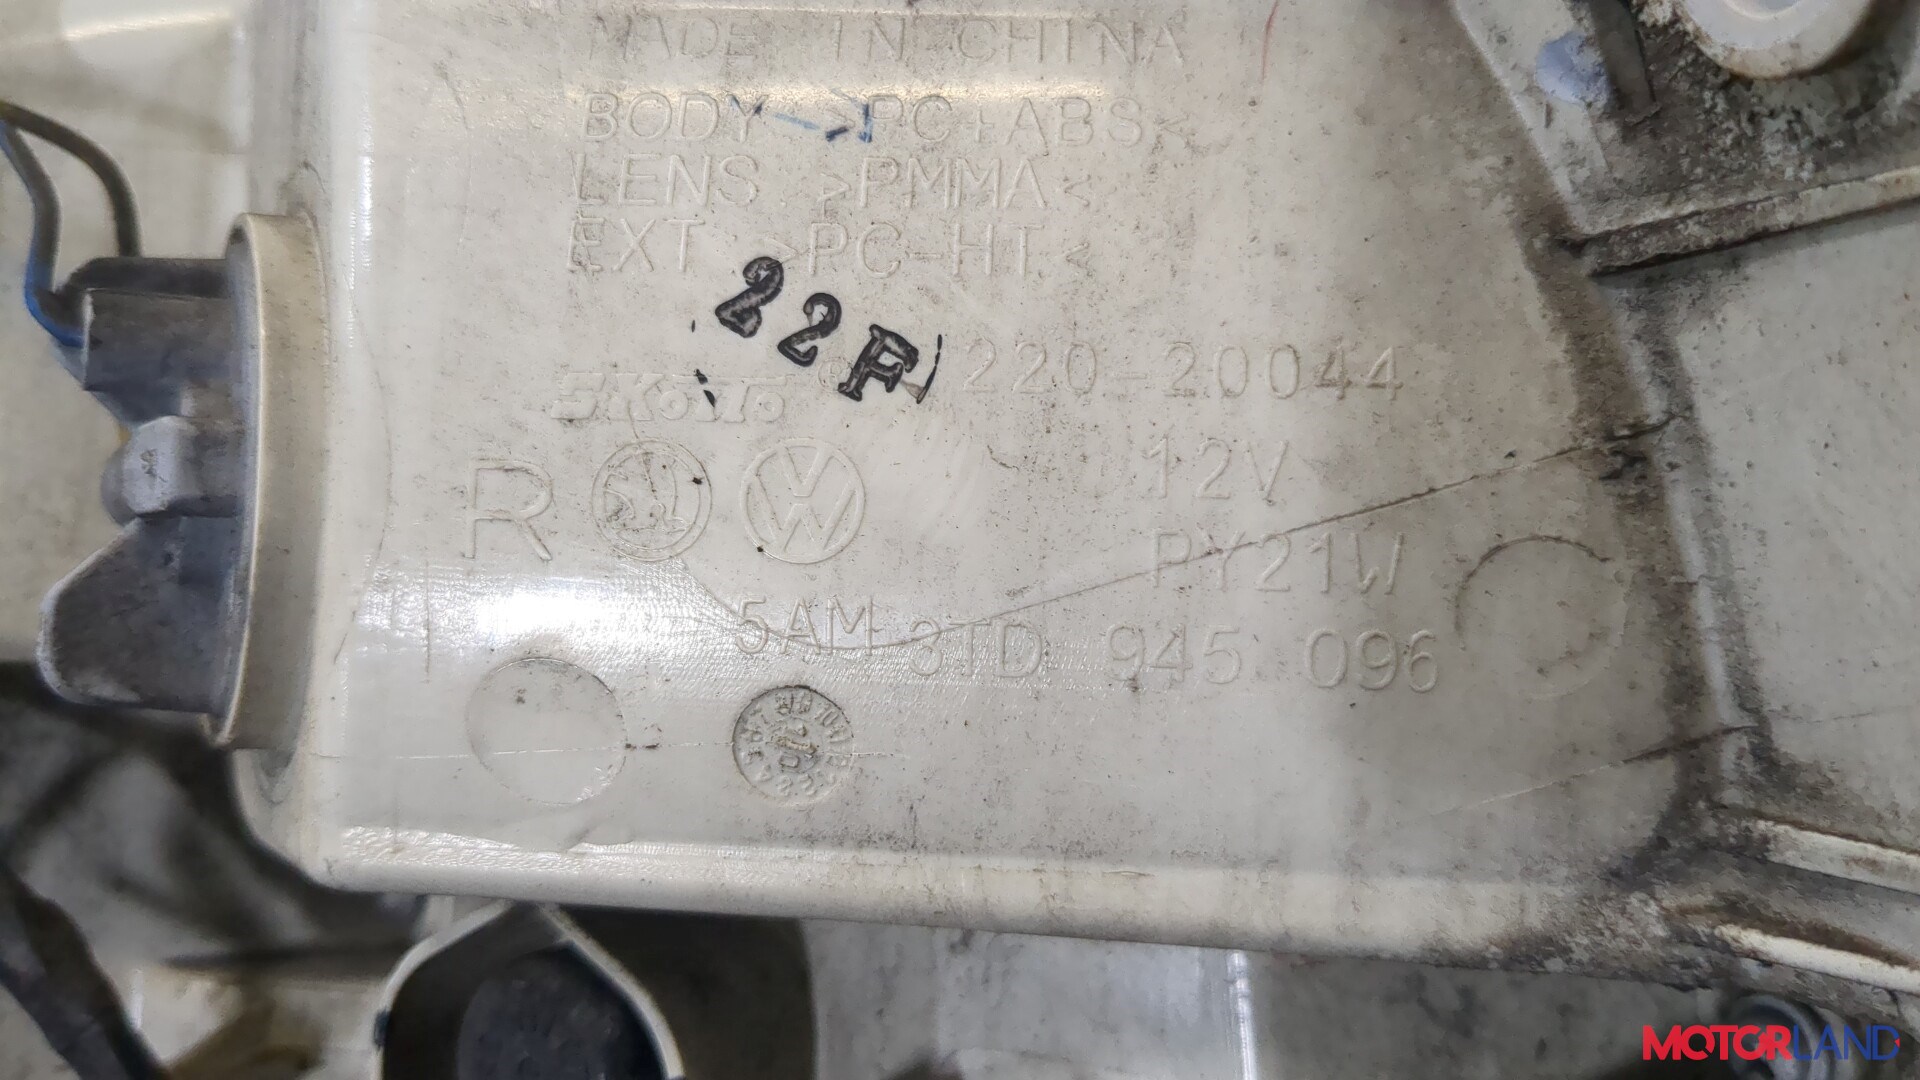 MADE IN CHINA
BODY >PC+ABS<
LENS >PMMA<
EXT >PC-HT<
22F
220-20044
R
12V
PY21W
5AM 3TD 945 096
MOTORLAND